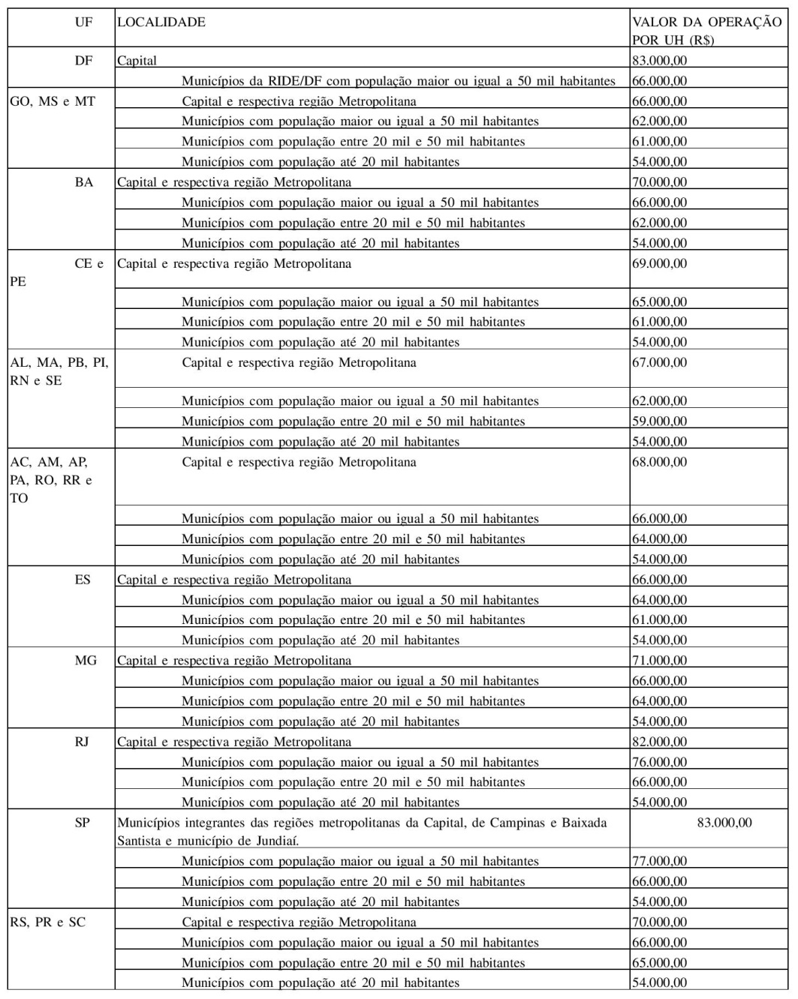 UF LOCALIDADE VALOR DA OPERAÇÃO
POR UH (R$)
DF Capital 83.000,00
Municípios da RIDE/DF com população maior ou igual a 50 mil habitantes 66.000,00
GO, MS e MT Capital e respectiva região Metropolitana 66.000,00
Municípios com população maior ou igual a 50 mil habitantes 62.000,00
Municípios com população entre 20 mil e 50 mil habitantes 61.000,00
Municípios com população até 20 mil habitantes 54.000,00
BA Capital e respectiva região Metropolitana 70.000,00
Municípios com população maior ou igual a 50 mil habitantes 66.000,00
Municípios com população entre 20 mil e 50 mil habitantes 62.000,00
Municípios com população até 20 mil habitantes 54.000,00
CE e Capital e respectiva região Metropolitana 69.000,00
PE
Municípios com população maior ou igual a 50 mil habitantes 65.000,00
Municípios com população entre 20 mil e 50 mil habitantes 61.000,00
Municípios com população até 20 mil habitantes 54.000,00
AL, MA, PB, PI, Capital e respectiva região Metropolitana 67.000,00
RN e SE
Municípios com população maior ou igual a 50 mil habitantes 62.000,00
Municípios com população entre 20 mil e 50 mil habitantes 59.000,00
Municípios com população até 20 mil habitantes 54.000,00
AC, AM, AP, Capital e respectiva região Metropolitana 68.000,00
PA, RO, RR e
TO
Municípios com população maior ou igual a 50 mil habitantes 66.000,00
Municípios com população entre 20 mil e 50 mil habitantes 64.000,00
Municípios com população até 20 mil habitantes 54.000,00
ES Capital e respectiva região Metropolitana 66.000,00
Municípios com população maior ou igual a 50 mil habitantes 64.000,00
Municípios com população entre 20 mil e 50 mil habitantes 61.000,00
Municípios com população até 20 mil habitantes 54.000,00
MG Capital e respectiva região Metropolitana 71.000,00
Municípios com população maior ou igual a 50 mil habitantes 66.000,00
Municípios com população entre 20 mil e 50 mil habitantes 64.000,00
Municípios com população até 20 mil habitantes 54.000,00
RJ Capital e respectiva região Metropolitana 82.000,00
Municípios com população maior ou igual a 50 mil habitantes 76.000,00
Municípios com população entre 20 mil e 50 mil habitantes 66.000,00
Municípios com população até 20 mil habitantes 54.000,00
SP Municípios integrantes das regiões metropolitanas da Capital, de Campinas e Baixada 83.000,00
Santista e município de Jundiaí.
Municípios com população maior ou igual a 50 mil habitantes 77.000,00
Municípios com população entre 20 mil e 50 mil habitantes 66.000,00
Municípios com população até 20 mil habitantes 54.000,00
RS, PR e SC Capital e respectiva região Metropolitana 70.000,00
Municípios com população maior ou igual a 50 mil habitantes 66.000,00
Municípios com população entre 20 mil e 50 mil habitantes 65.000,00
Municípios com população até 20 mil habitantes 54.000,00